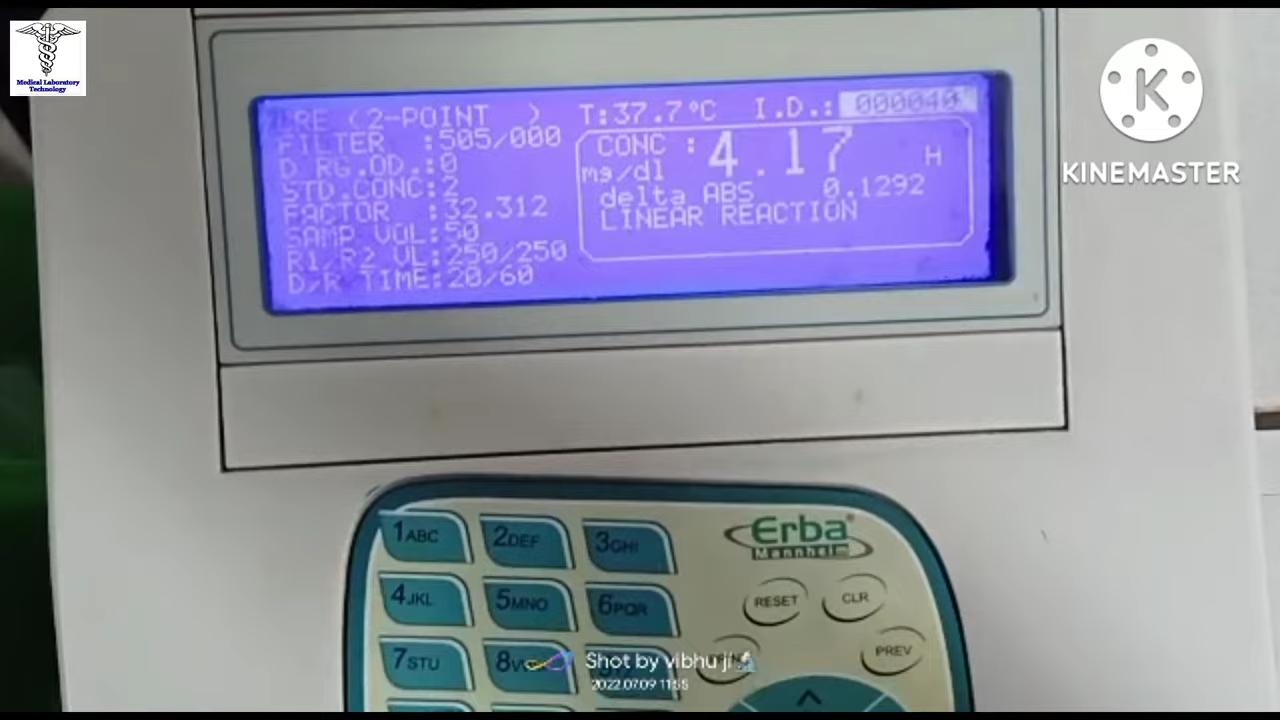 Medical Laboratory
Technology
KINEMASTER
RE (2-POINT )
T:37.7°C I.D.: 000040
FILTER :505/000
D RG.OD.:0
STD.CONC:2
FACTOR :32.312
SAMP VOL:50
R1/R2 VL:250/250
D/R TIME:20/60
CONC : 4.17 H
mg/dl
delta ABS 0.1292
LINEAR REACTION
Erba
Mannheim
1ABC 2DEF 3GHI
RESET CLR
4JKL 5MNO 6PQR
PREV
7STU
Shot by vibhu ji
2022.07.09 11:55